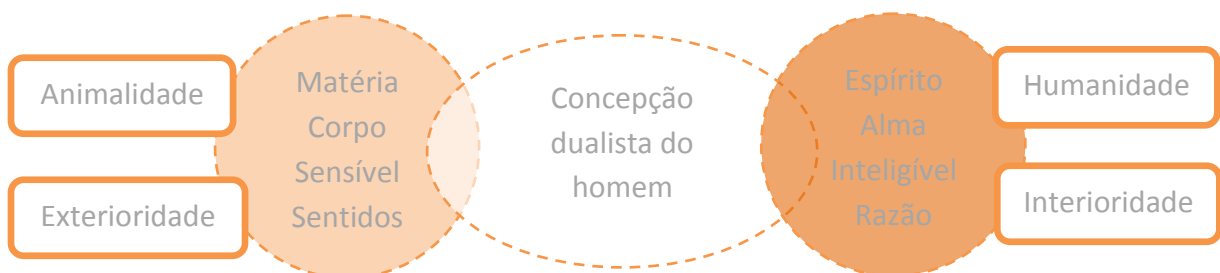 Animalidade
Exterioridade
Matéria
Corpo
Sensível
Sentidos
Concepção
dualista do
homem
Espírito
Alma
Inteligível
Razão
Humanidade
Interioridade